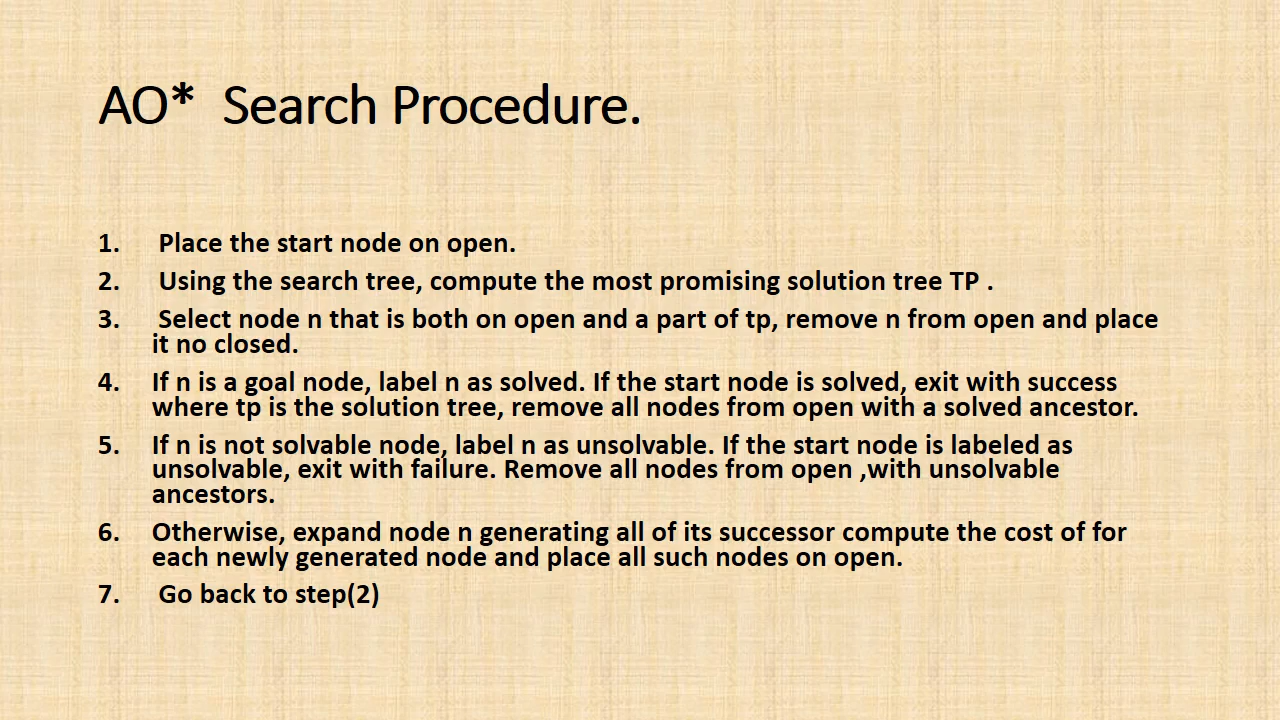 AO* Search Procedure.
1. Place the start node on open.
2. Using the search tree, compute the most promising solution tree TP .
3. Select node n that is both on open and a part of tp, remove n from open and place
it no closed.
4. If n is a goal node, label n as solved. If the start node is solved, exit with success
where tp is the solution tree, remove all nodes from open with a solved ancestor.
5. If n is not solvable node, label n as unsolvable. If the start node is labeled as
unsolvable, exit with failure. Remove all nodes from open ,with unsolvable
ancestors.
6. Otherwise, expand node n generating all of its successor compute the cost of for
each newly generated node and place all such nodes on open.
7. Go back to step(2)